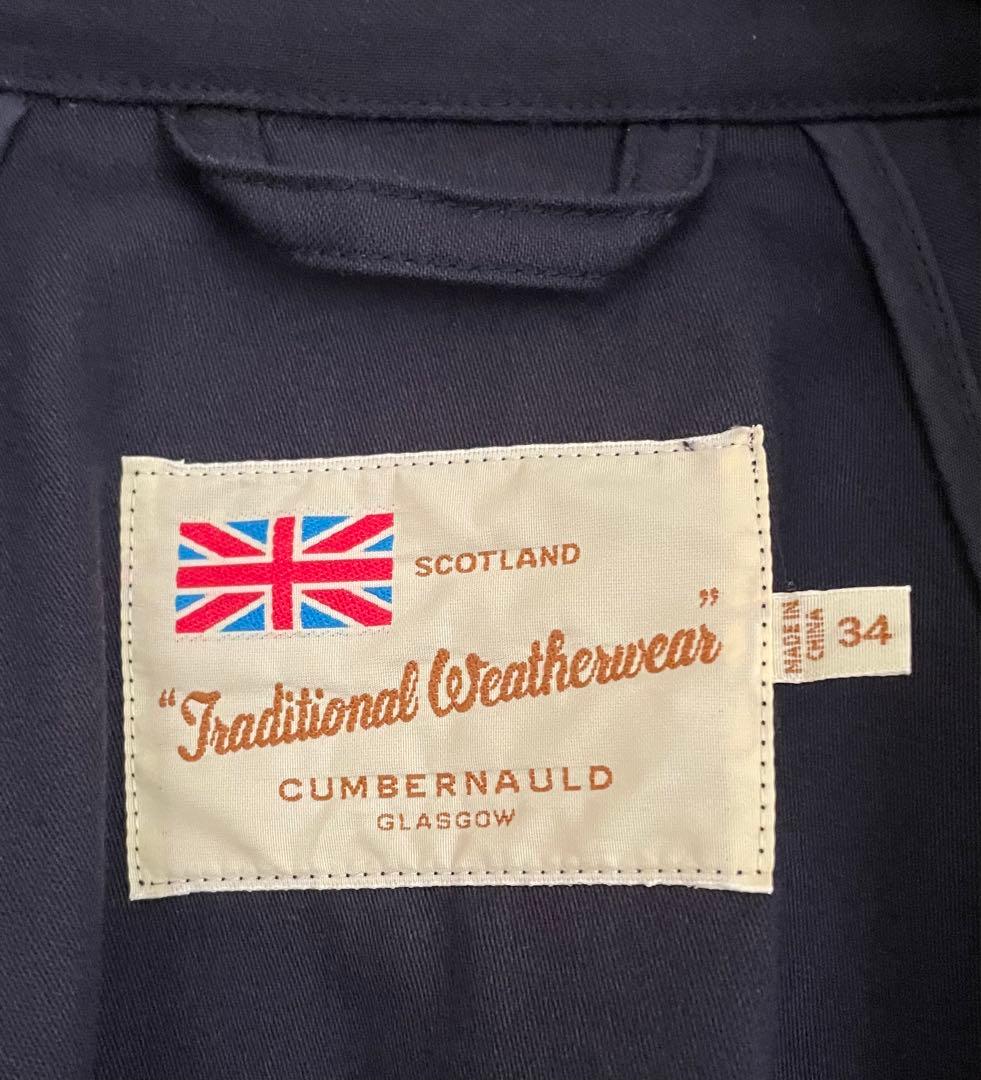 SCOTLAND
“Traditional Weatherwear”
CUMBERNAULD
GLASGOW
MADE IN
CHINA
34